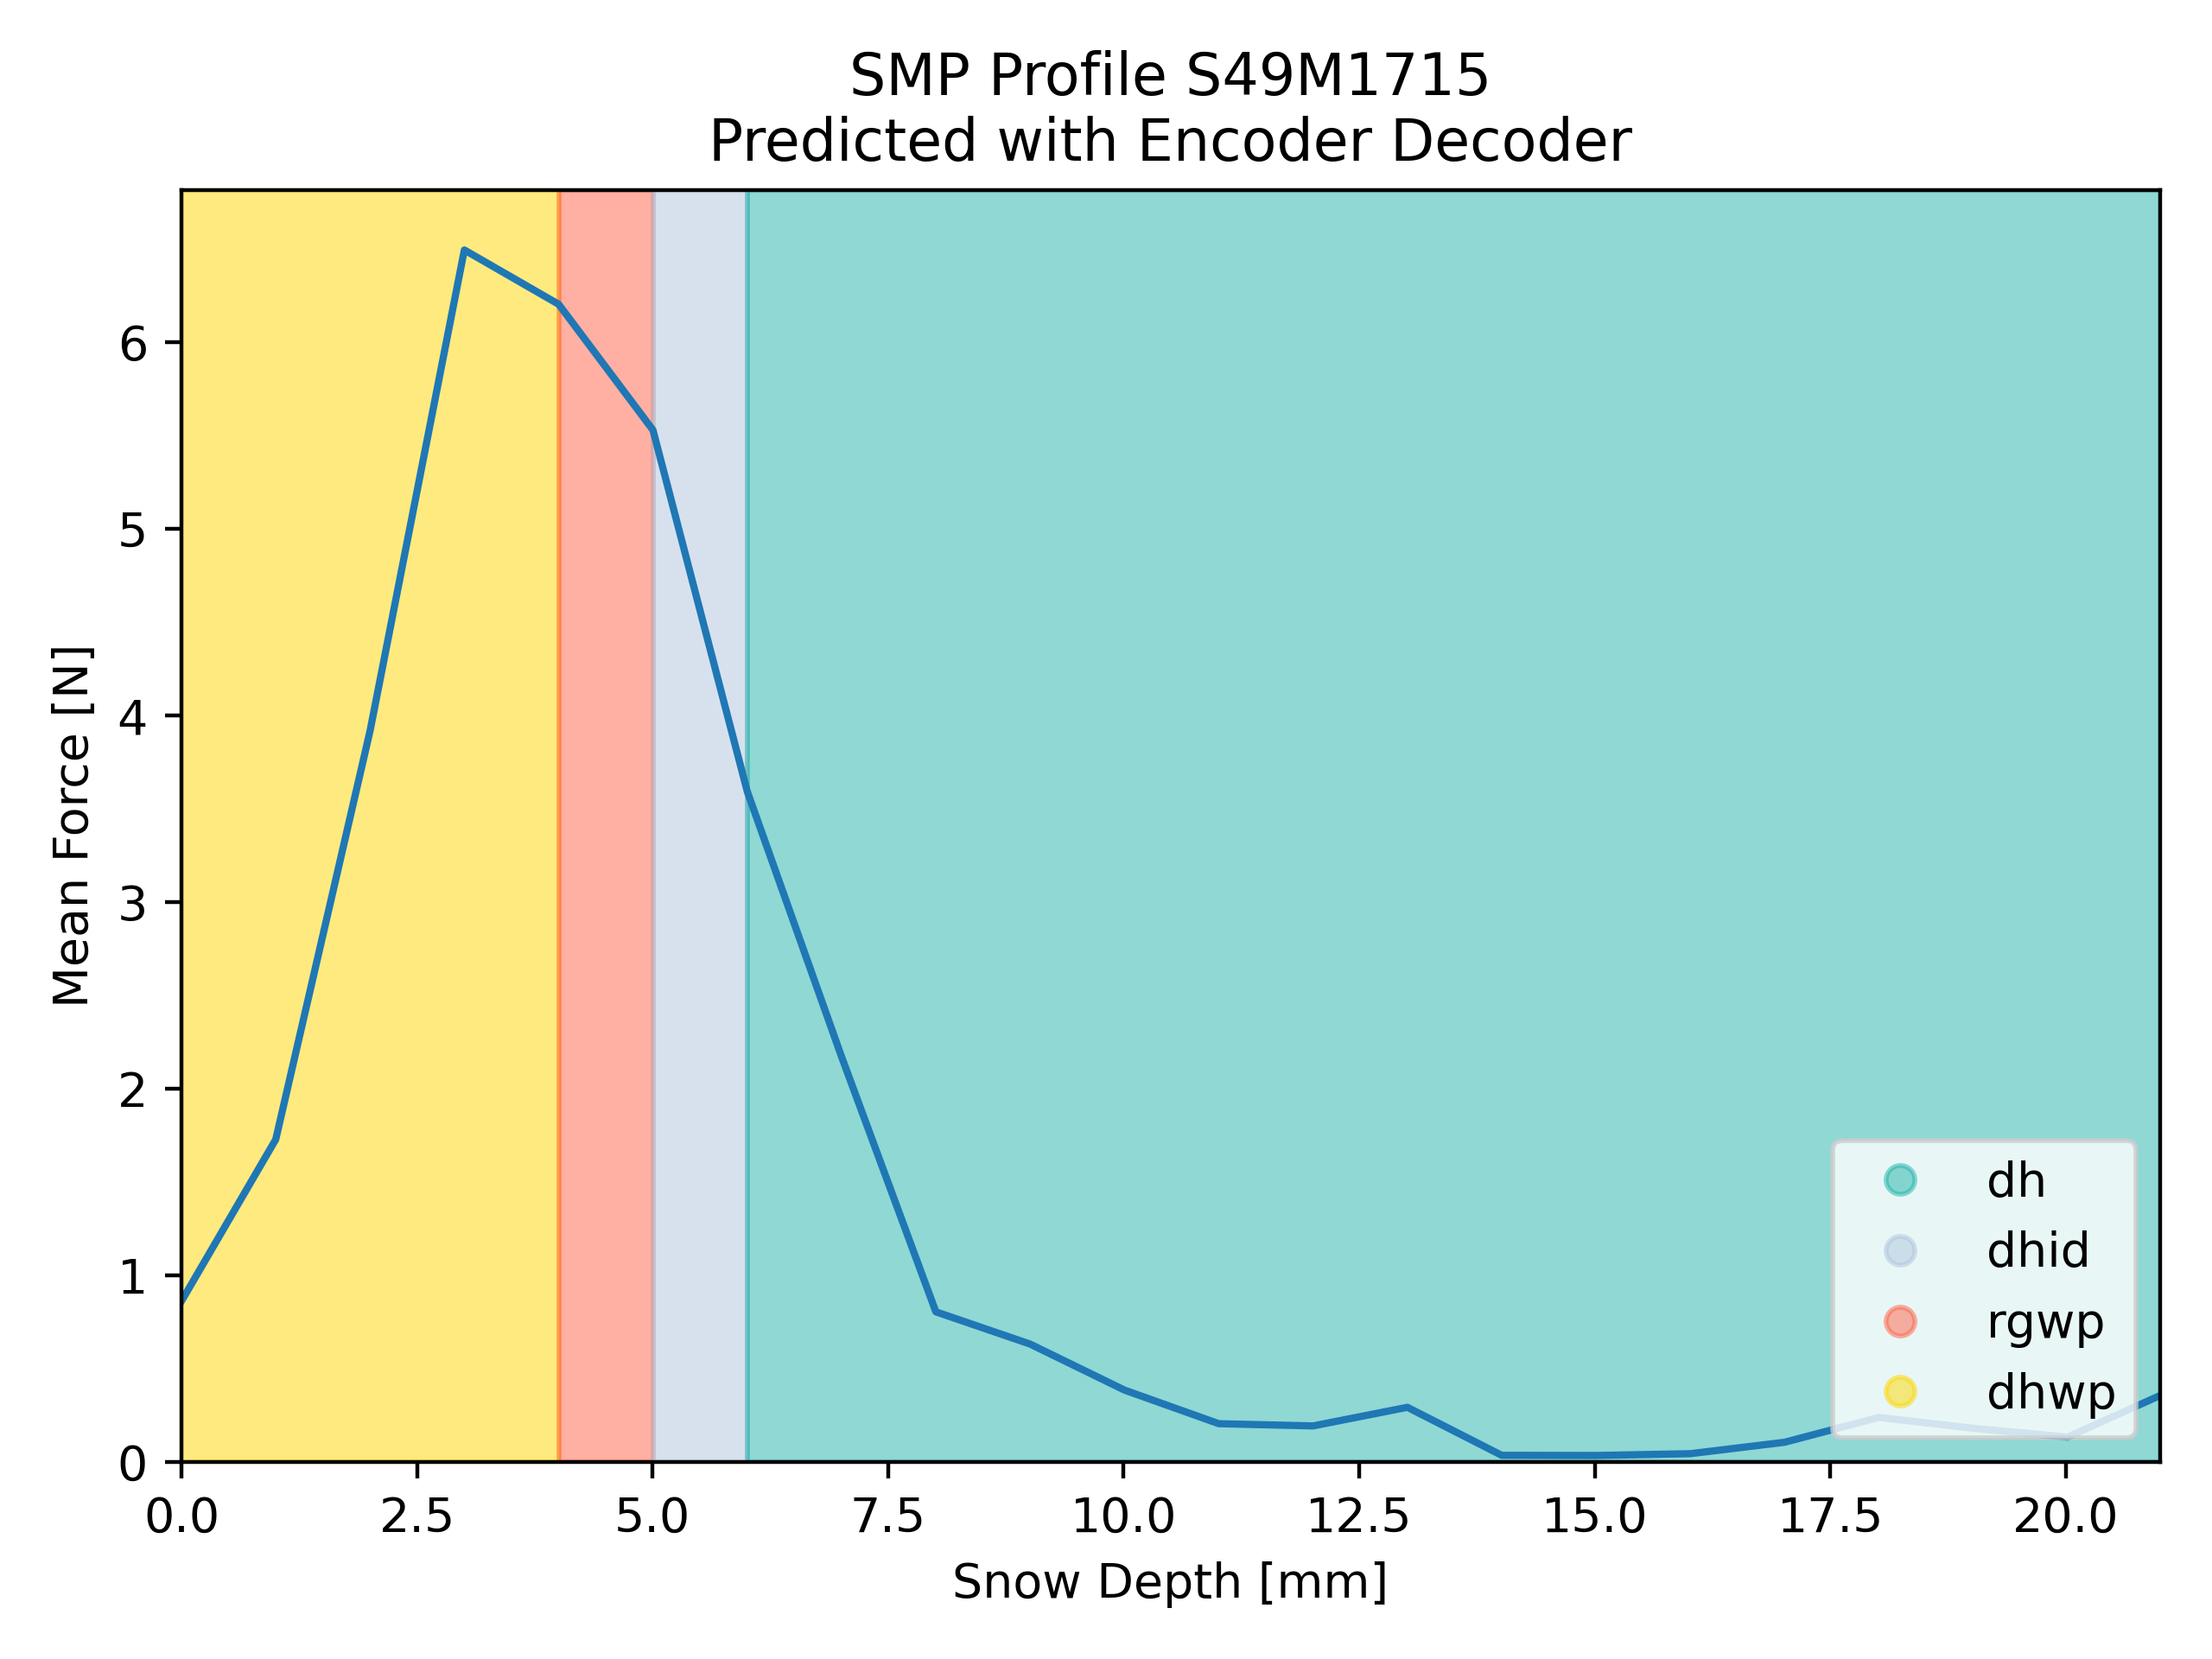 SMP Profile S49M1715
Predicted with Encoder Decoder
Mean Force [N]
6
5
4
3
2
1
0
0.0 2.5 5.0 7.5 10.0 12.5 15.0 17.5 20.0
Snow Depth [mm]
dh
dhid
rgwp
dhwp